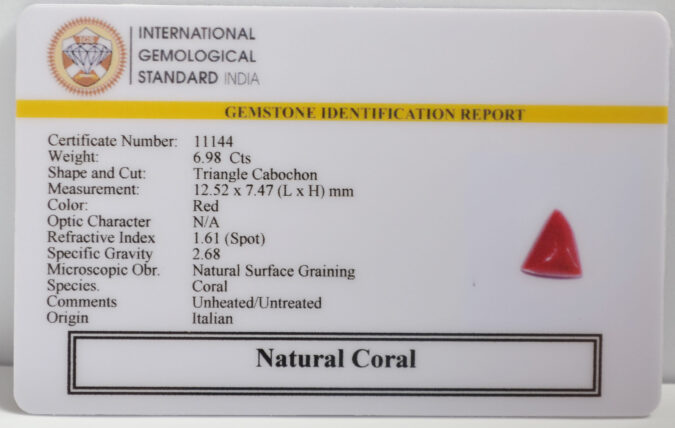 INTERNATIONAL
GEMOLOGICAL
STANDARD INDIA
GEMSTONE IDENTIFICATION REPORT
Certificate Number: 11144
Weight: 6.98 Cts
Shape and Cut: Triangle Cabochon
Measurement: 12.52 x 7.47 (L x H) mm
Color: Red
Optic Character N/A
Refractive Index 1.61 (Spot)
Specific Gravity 2.68
Microscopic Obr. Natural Surface Graining
Species. Coral
Comments Unheated/Untreated
Origin Italian
Natural Coral